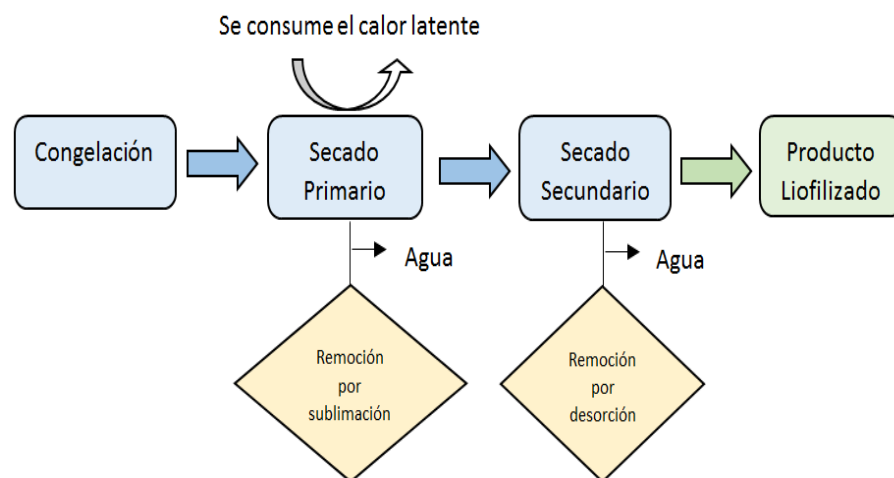 Se consume el calor latente
Congelación
Secado
Primario
Secado
Secundario
Producto
Liofilizado
Agua
Agua
Remoción
por
sublimación
Remoción
por
desorción